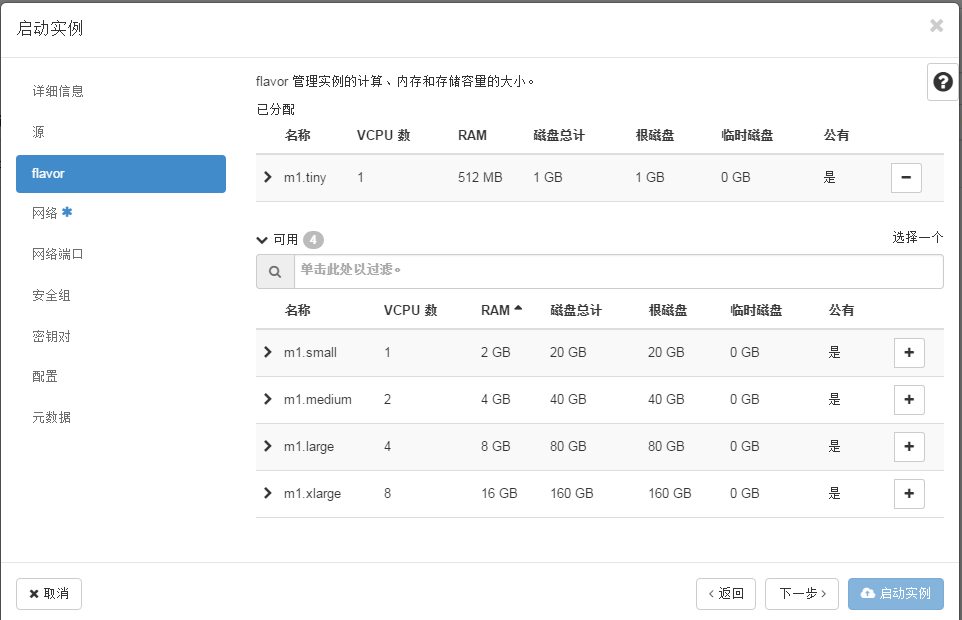 启动实例
×
详细信息
源
flavor
网络 *
网络端口
安全组
密钥对
配置
元数据
flavor 管理实例的计算、内存和存储容量的大小。
已分配
名称 VCPU 数 RAM 磁盘总计 根磁盘 临时磁盘 公有
m1.tiny 1 512 MB 1 GB 1 GB 0 GB 是
可用 4 选择一个
单击此处以过滤。
名称 VCPU 数 RAM 磁盘总计 根磁盘 临时磁盘 公有
m1.small 1 2 GB 20 GB 20 GB 0 GB 是 +
m1.medium 2 4 GB 40 GB 40 GB 0 GB 是 +
m1.large 4 8 GB 80 GB 80 GB 0 GB 是 +
m1.xlarge 8 16 GB 160 GB 160 GB 0 GB 是 +
× 取消 ‹ 返回 下一步 › 启动实例